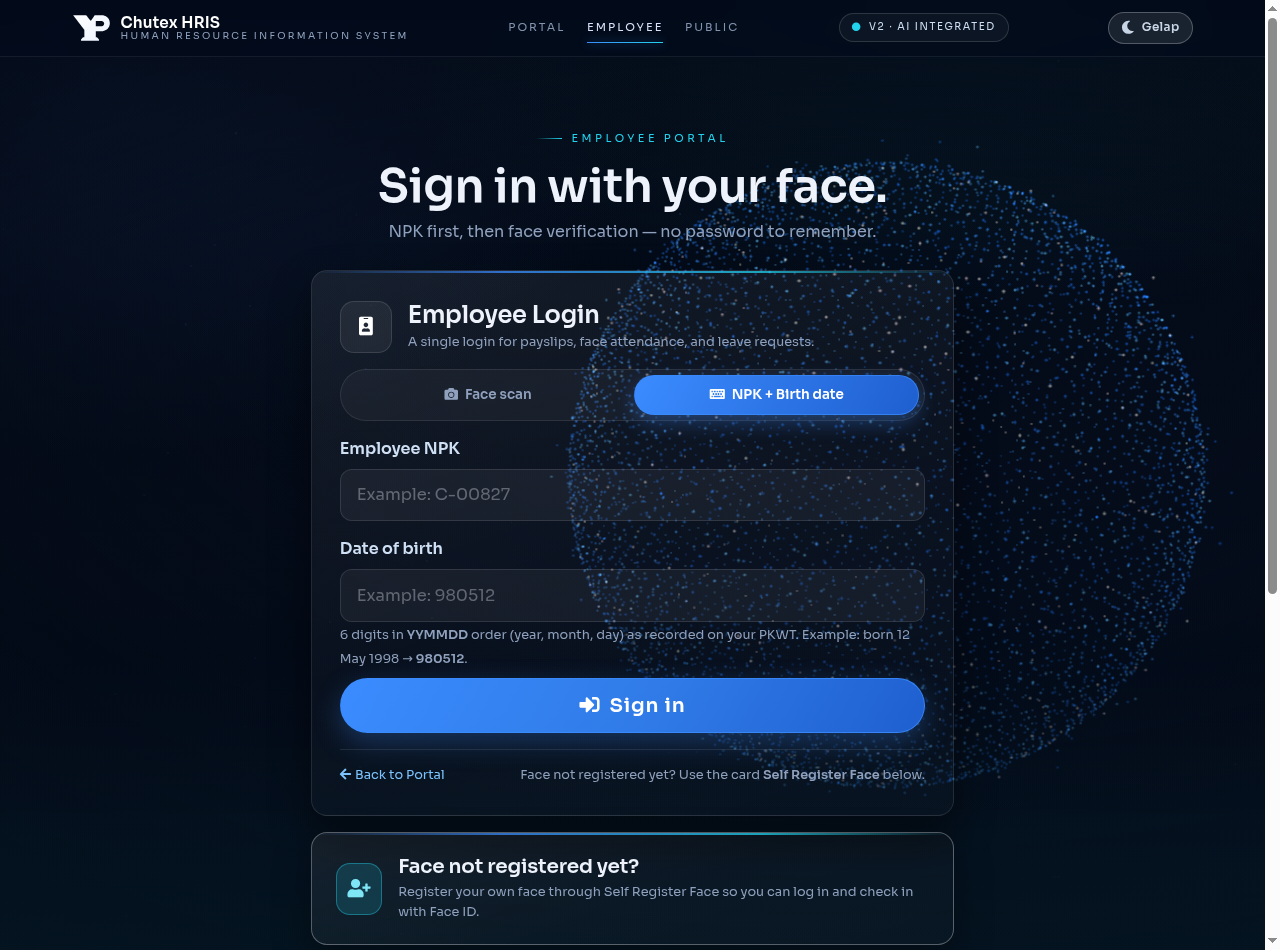 Chutex HRIS
HUMAN RESOURCE INFORMATION SYSTEM
PORTAL
EMPLOYEE
PUBLIC
V2 · AI INTEGRATED
Gelap
EMPLOYEE PORTAL
Sign in with your face.
NPK first, then face verification — no password to remember.
Employee Login
A single login for payslips, face attendance, and leave requests.
Face scan
NPK + Birth date
Employee NPK
Example: C-00827
Date of birth
Example: 980512
6 digits in YYMMDD order (year, month, day) as recorded on your PKWT. Example: born 12
May 1998 → 980512.
Sign in
Back to Portal
Face not registered yet? Use the card Self Register Face below.
Face not registered yet?
Register your own face through Self Register Face so you can log in and check in
with Face ID.